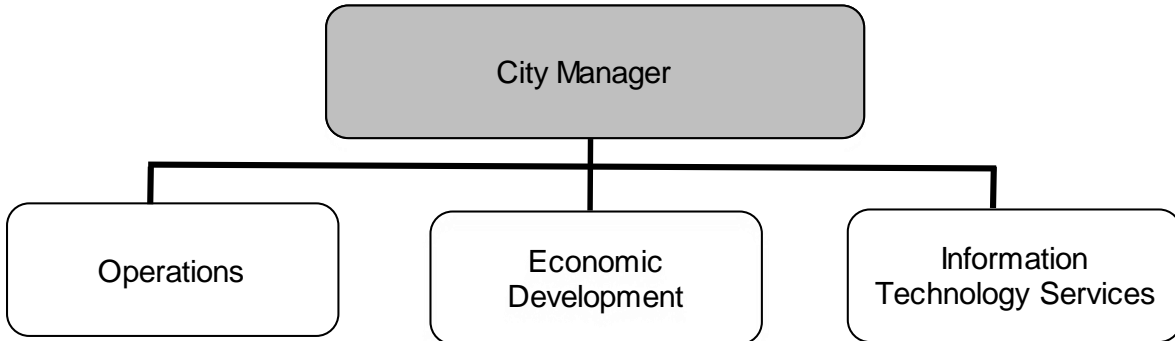 City Manager
Operations
Economic
Development
Information
Technology Services